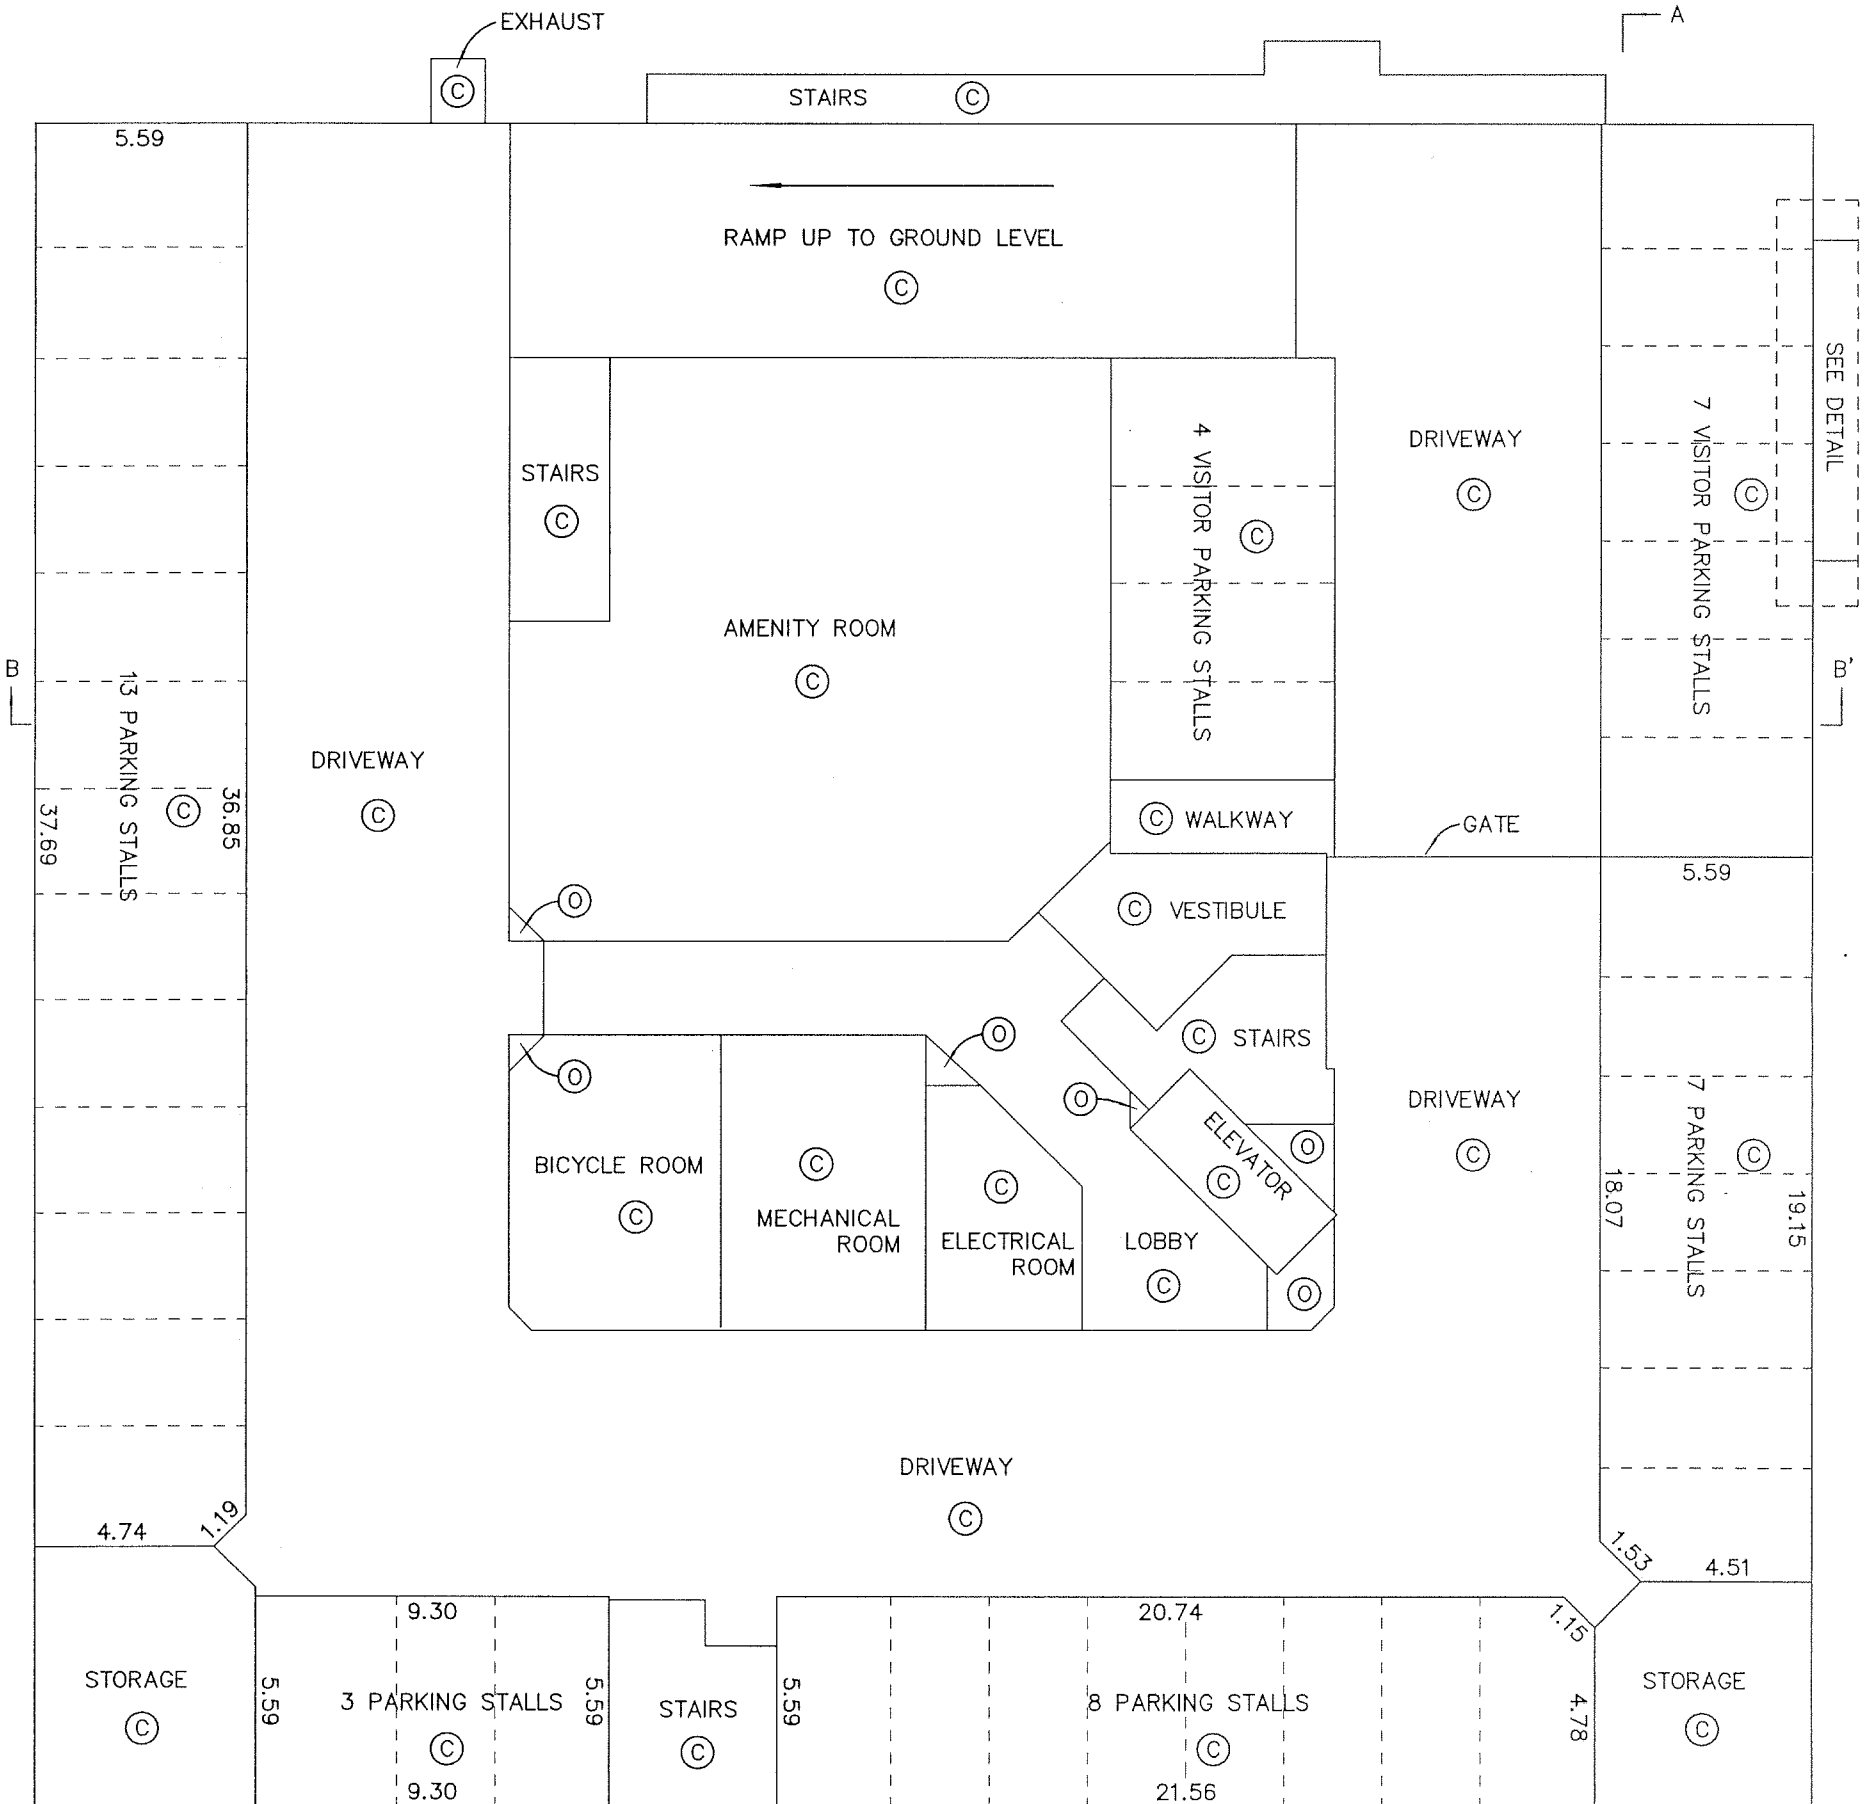 EXHAUST
A
C
STAIRS C
5.59
RAMP UP TO GROUND LEVEL
C
SEE DETAIL
DRIVEWAY
C
7 VISITOR PARKING STALLS
C
4 VISITOR PARKING STALLS
C
STAIRS
C
AMENITY ROOM
C
B
B'
13 PARKING STALLS
C
37.69
36.85
DRIVEWAY
C
C WALKWAY
GATE
5.59
O
C VESTIBULE
O
C STAIRS
O
O
DRIVEWAY
C
7 PARKING STALLS
C
18.07
19.15
BICYCLE ROOM
C
C
MECHANICAL
ROOM
C
ELECTRICAL
ROOM
LOBBY
C
ELEVATOR
C
O
O
DRIVEWAY
C
4.74
1.19
1.53
4.51
9.30
20.74
1.15
STORAGE
C
5.59
3 PARKING STALLS
C
5.59
STAIRS
C
5.59
8 PARKING STALLS
C
4.78
STORAGE
C
9.30
21.56